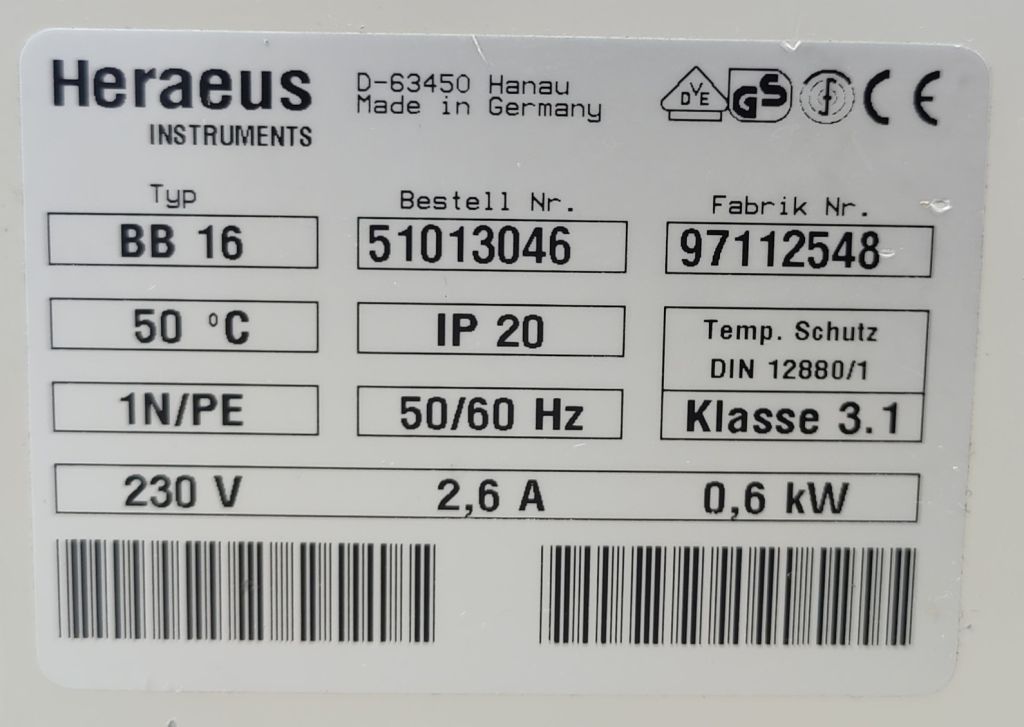 Heraeus
INSTRUMENTS
D-63450 Hanau
Made in Germany
DVE
GS
CE
Typ
BB 16
Bestell Nr.
51013046
Fabrik Nr.
97112548
50 °C
IP 20
Temp. Schutz
DIN 12880/1
Klasse 3.1
1N/PE
50/60 Hz
230 V 2,6 A 0,6 kW